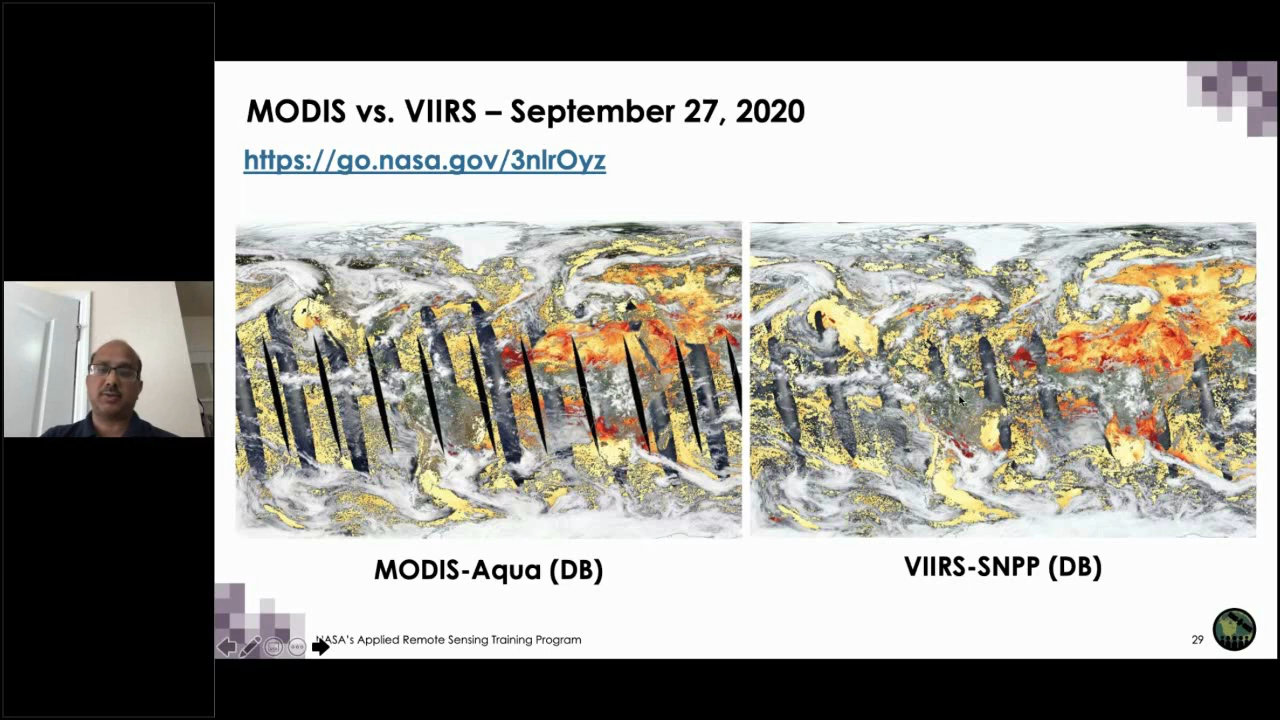 MODIS vs. VIIRS – September 27, 2020
https://go.nasa.gov/3nlrOyz
MODIS-Aqua (DB)
VIIRS-SNPP (DB)
NASA's Applied Remote Sensing Training Program
29